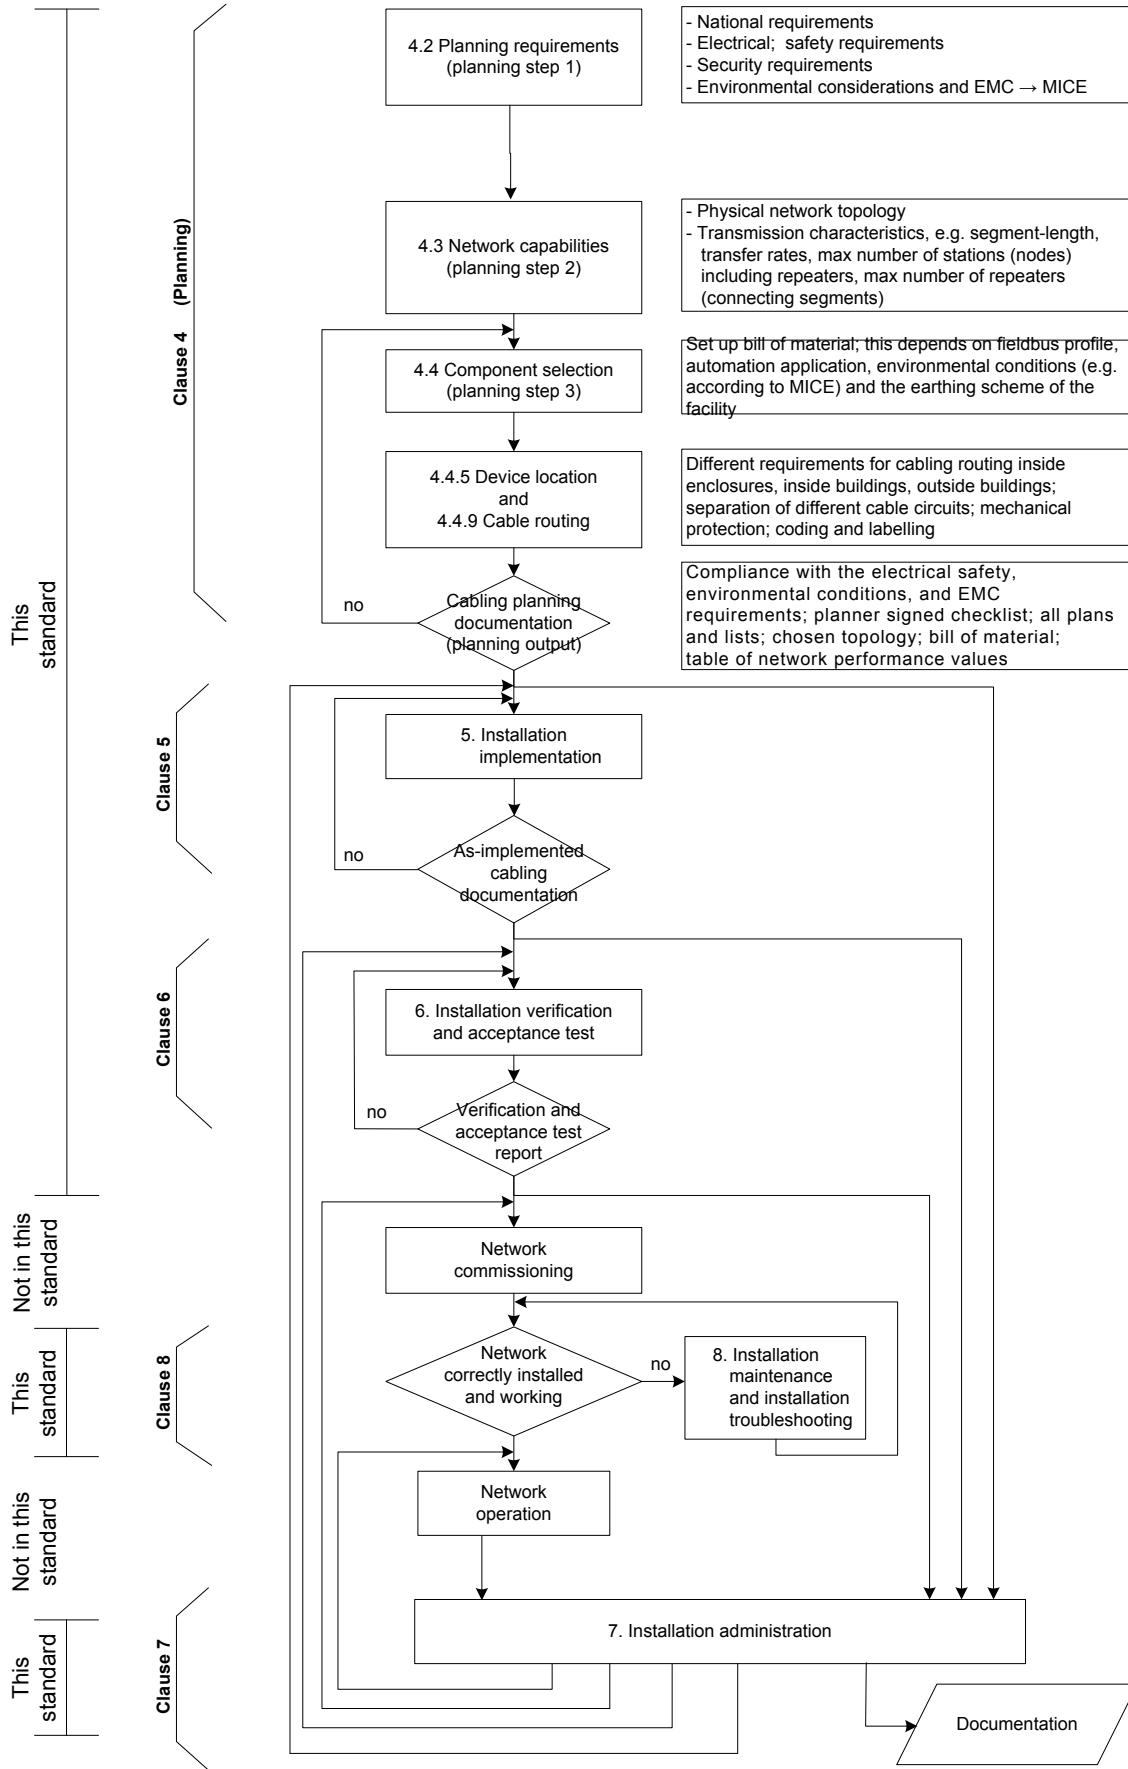 4.2 Planning requirements
(planning step 1)
- National requirements
- Electrical; safety requirements
- Security requirements
- Environmental considerations and EMC → MICE
4.3 Network capabilities
(planning step 2)
- Physical network topology
- Transmission characteristics, e.g. segment-length,
transfer rates, max number of stations (nodes)
including repeaters, max number of repeaters
(connecting segments)
Clause 4 (Planning)
4.4 Component selection
(planning step 3)
Set up bill of material; this depends on fieldbus profile,
automation application, environmental conditions (e.g.
according to MICE) and the earthing scheme of the
facility
4.4.5 Device location
and
4.4.9 Cable routing
Different requirements for cabling routing inside
enclosures, inside buildings, outside buildings;
separation of different cable circuits; mechanical
protection; coding and labelling
This
standard
no
Cabling planning
documentation
(planning output)
Compliance with the electrical safety,
environmental conditions, and EMC
requirements; planner signed checklist; all plans
and lists; chosen topology; bill of material;
table of network performance values
Clause 5
5. Installation
implementation
no
As-implemented
cabling
documentation
Clause 6
6. Installation verification
and acceptance test
no
Verification and
acceptance test
report
Not in this
standard
Network
commissioning
This
standard
Clause 8
Network
correctly installed
and working
no
8. Installation
maintenance
and installation
troubleshooting
Not in this
standard
Network
operation
This
standard
Clause 7
7. Installation administration
Documentation